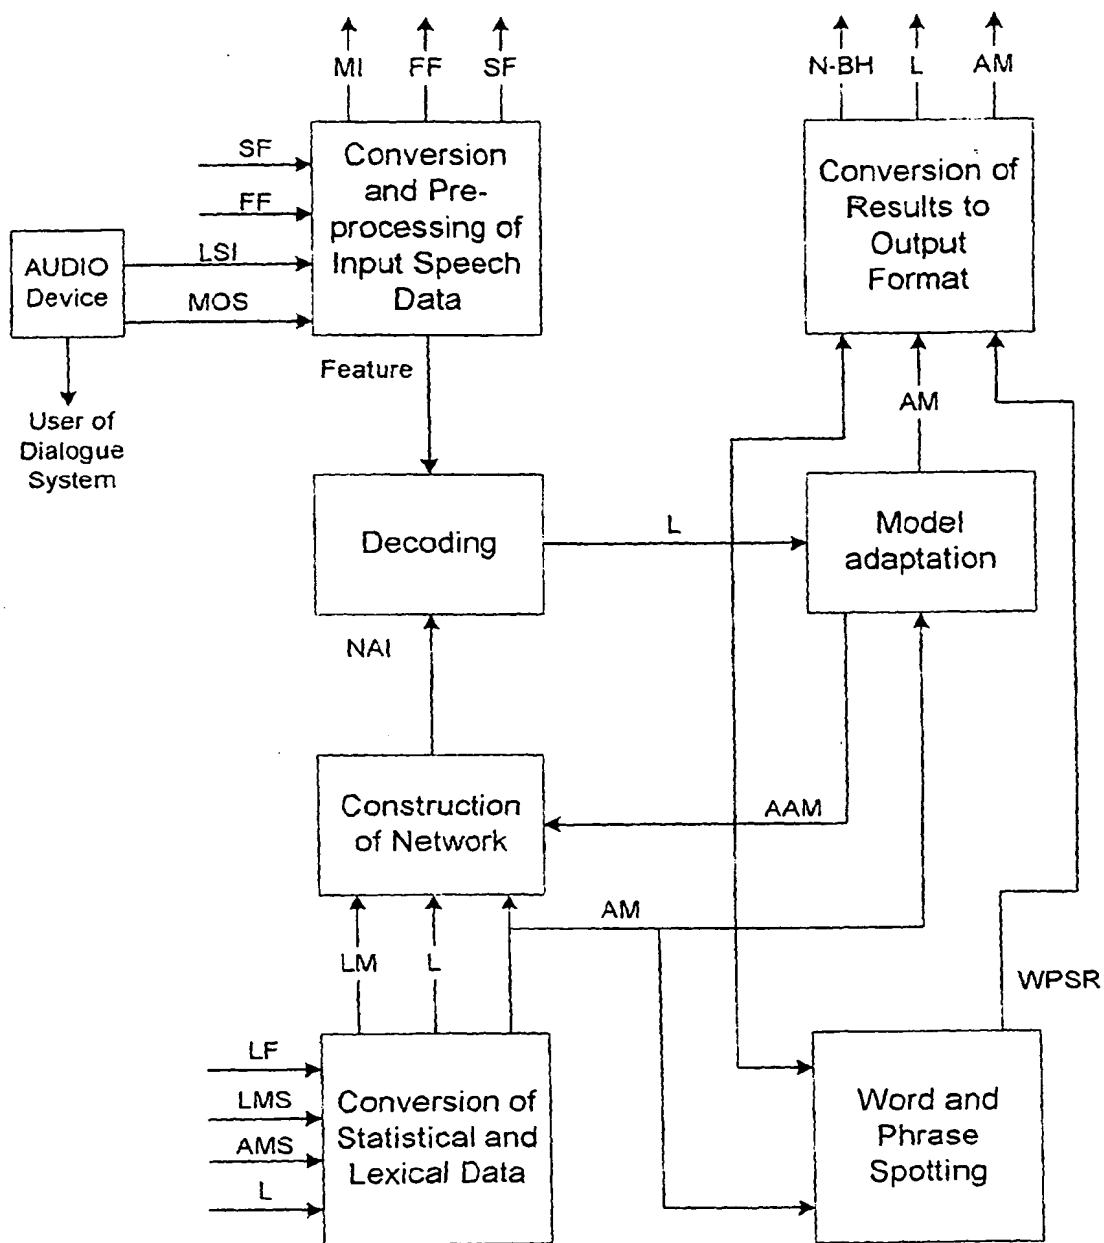 MI FF SF
N-BH L AM
SF
FF
LSI
MOS
AUDIO
Device
User of
Dialogue
System
Conversion
and Pre-
processing of
Input Speech
Data
Conversion of
Results to
Output
Format
Feature
AM
Decoding
L
Model
adaptation
NAI
Construction
of Network
AAM
AM
LM L
WPSR
LF
LMS
AMS
L
Conversion of
Statistical and
Lexical Data
Word and
Phrase
Spotting